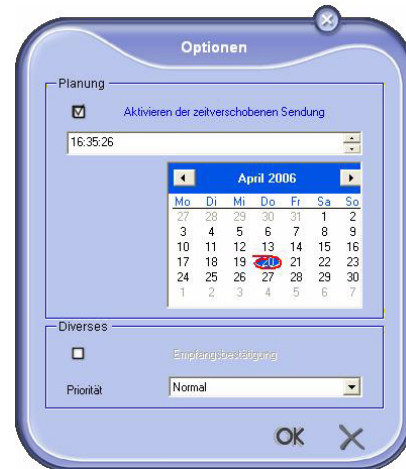 Optionen
Planung
Aktivieren der zeitverschobenen Sendung
16:35:26
April 2006
Mo Di Mi Do Fr Sa So
27 28 29 30 31 1 2
3 4 5 6 7 8 9
10 11 12 13 14 15 16
17 18 19 20 21 22 23
24 25 26 27 28 29 30
1 2 3 4 5 6 7
Diverses
Empfangsbestätigung
Priorität Normal
OK